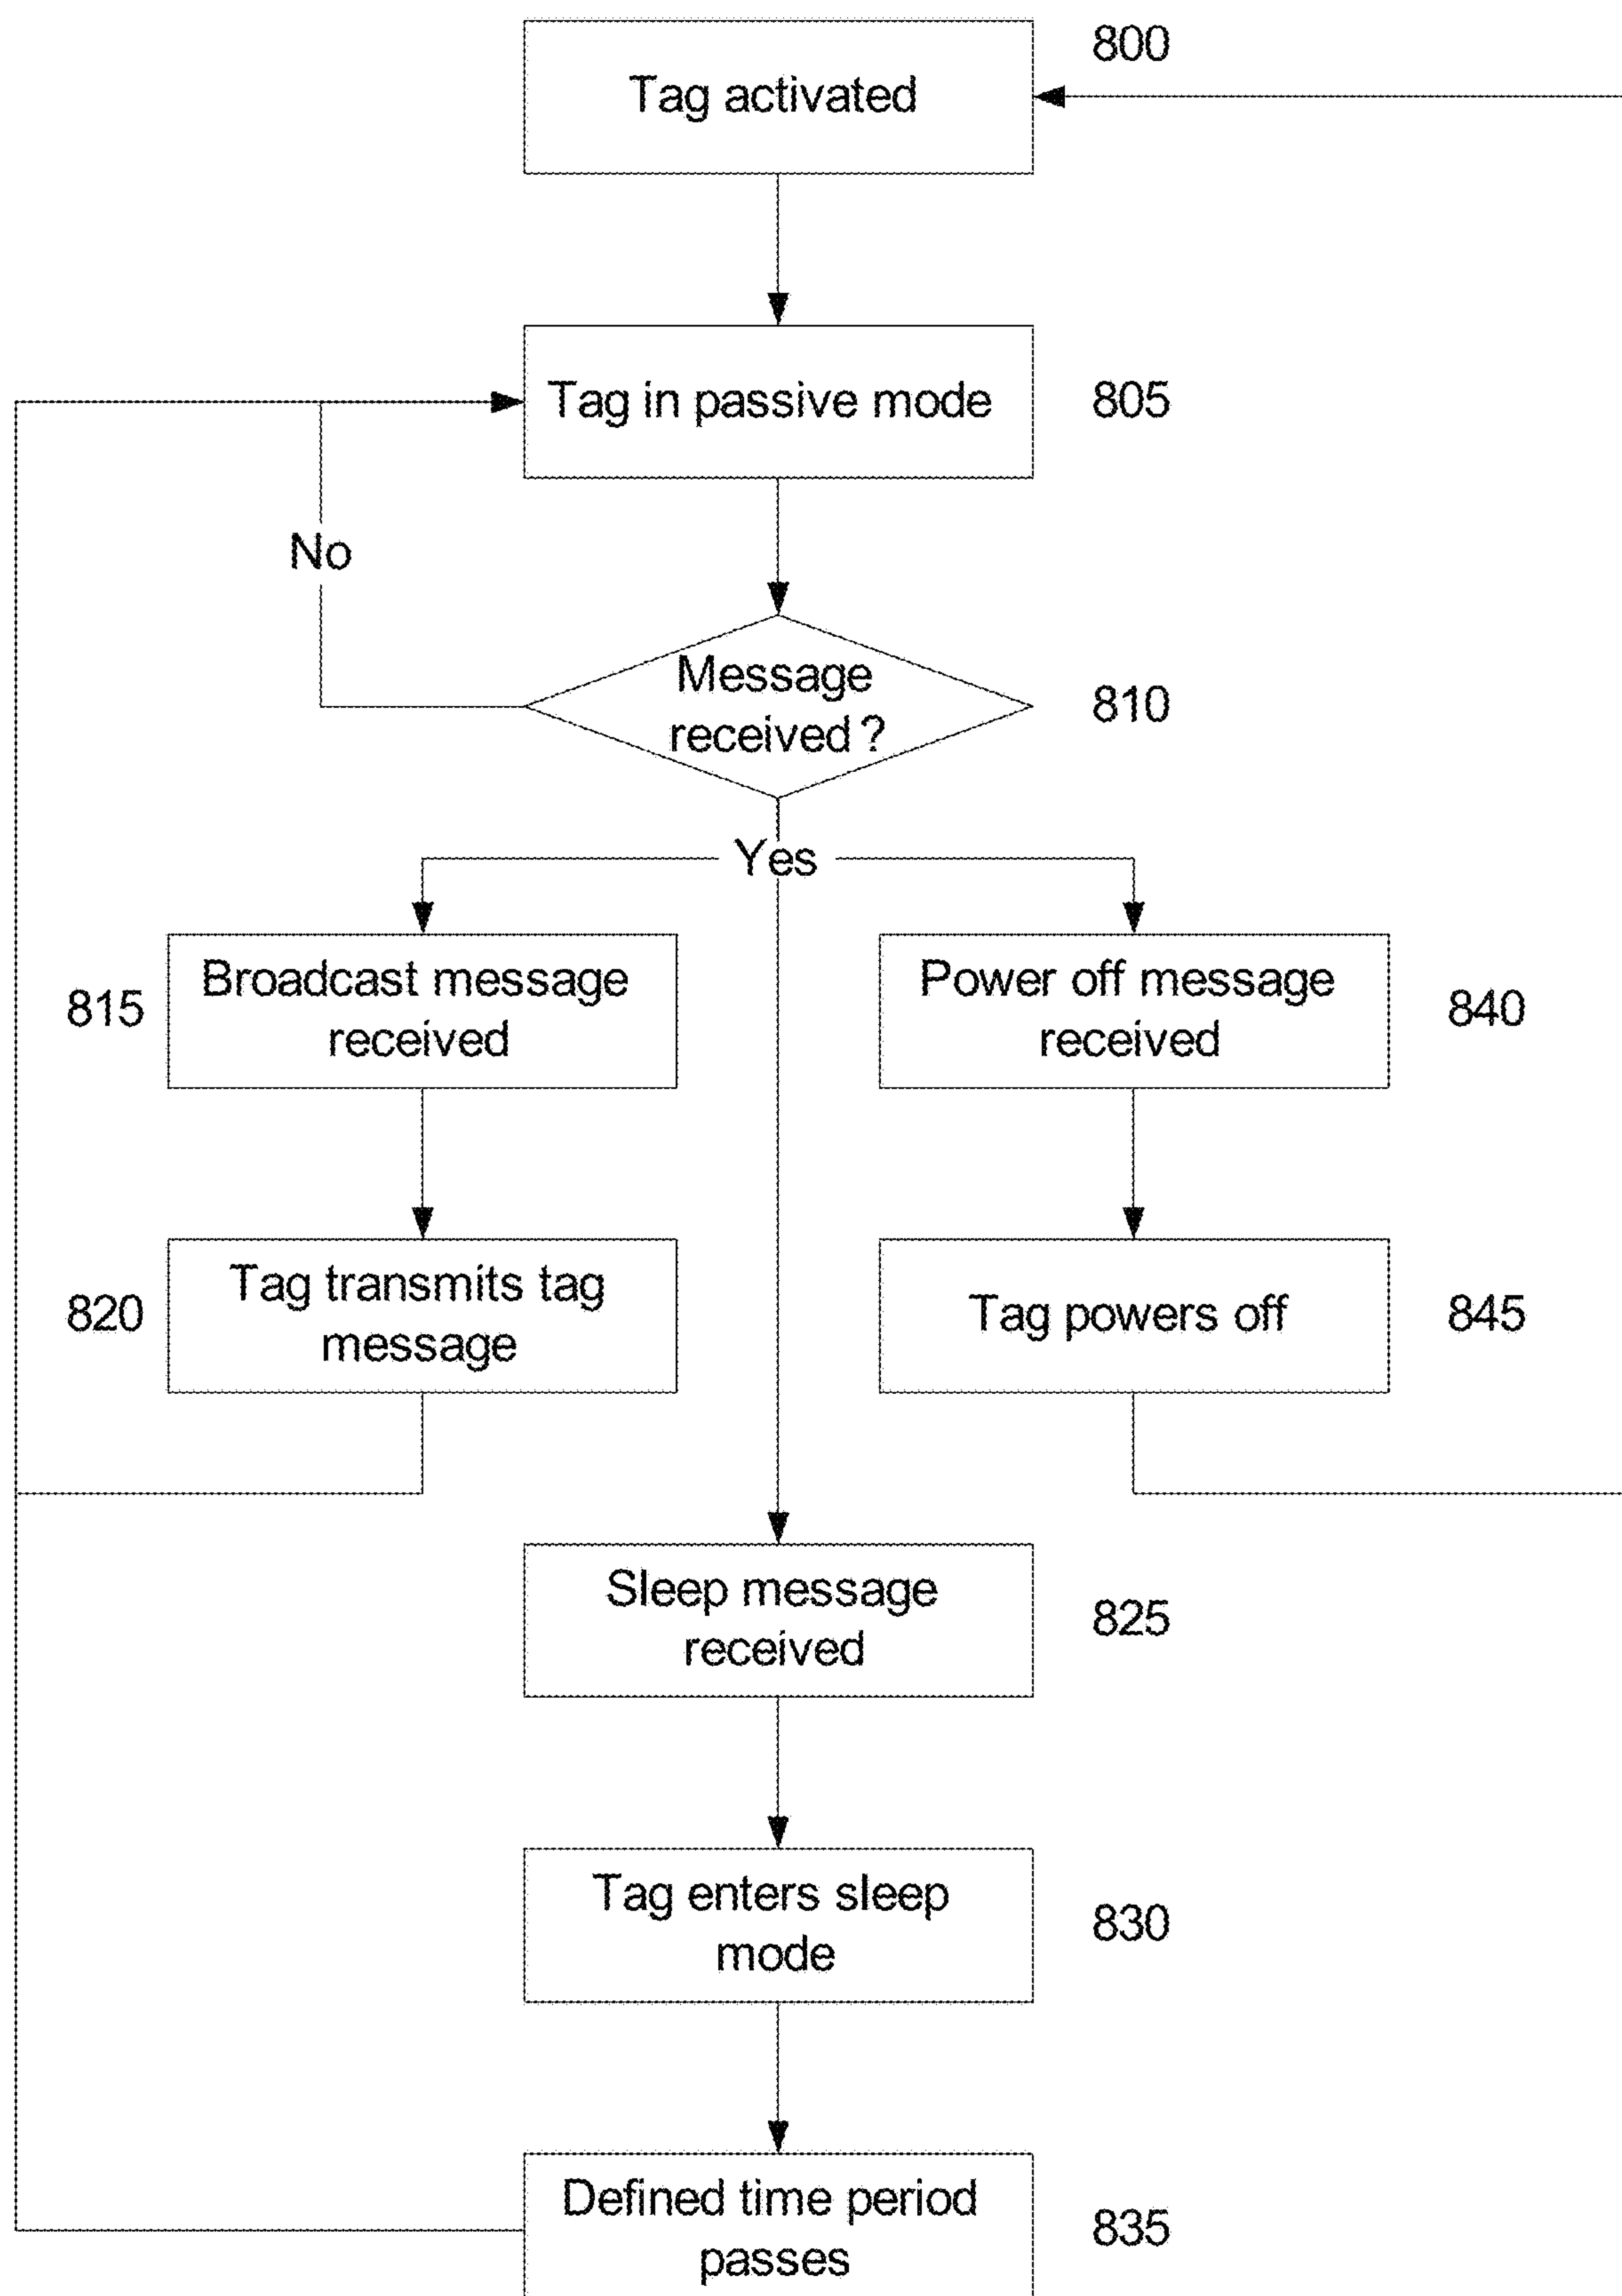 800
Tag activated
Tag in passive mode
805
No
Message
received ?
810
Yes
Broadcast message
received
815
Power off message
received
840
Tag transmits tag
message
820
Tag powers off
845
Sleep message
received
825
Tag enters sleep
mode
830
Defined time period
passes
835